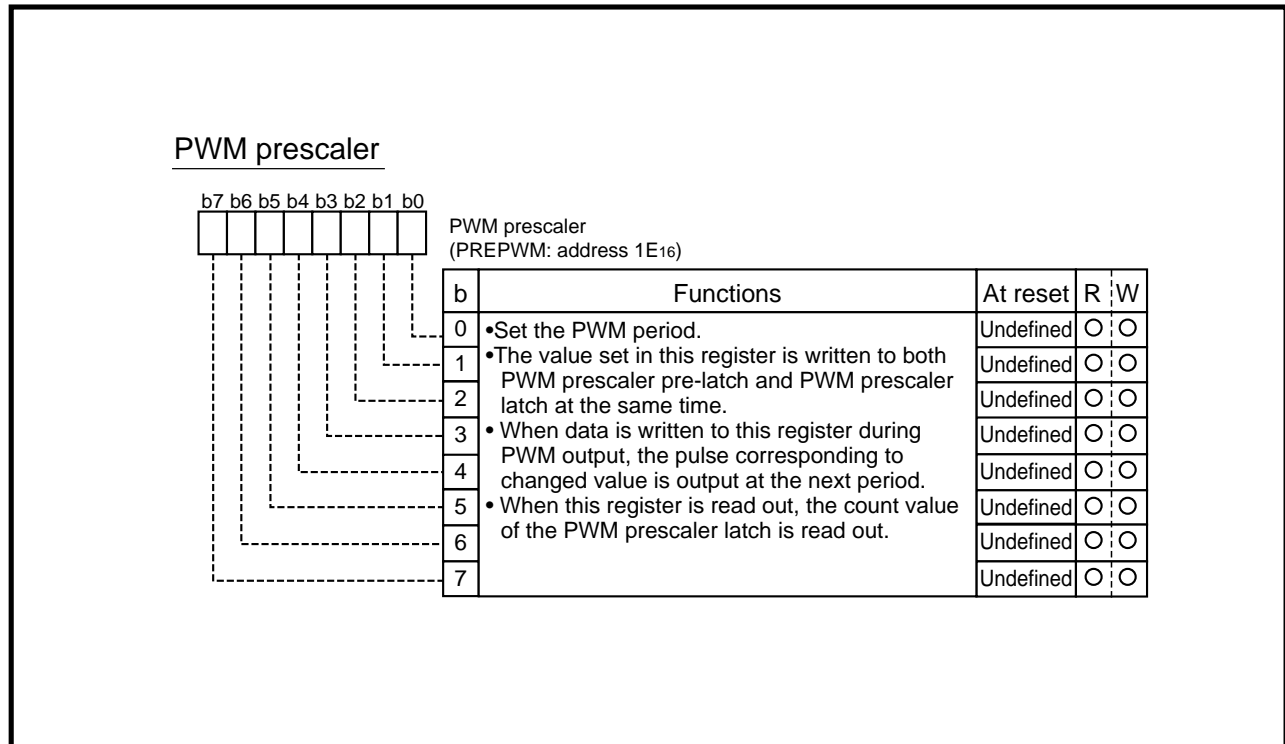 PWM prescaler
b7 b6 b5 b4 b3 b2 b1 b0
PWM prescaler
(PREPWM: address 1E16)
b Functions At reset R W
0 •Set the PWM period. Undefined O O
1 •The value set in this register is written to both Undefined O O
PWM prescaler pre-latch and PWM prescaler
2 latch at the same time. Undefined O O
3 • When data is written to this register during Undefined O O
PWM output, the pulse corresponding to
4 changed value is output at the next period. Undefined O O
5 • When this register is read out, the count value Undefined O O
of the PWM prescaler latch is read out.
6 Undefined O O
7 Undefined O O